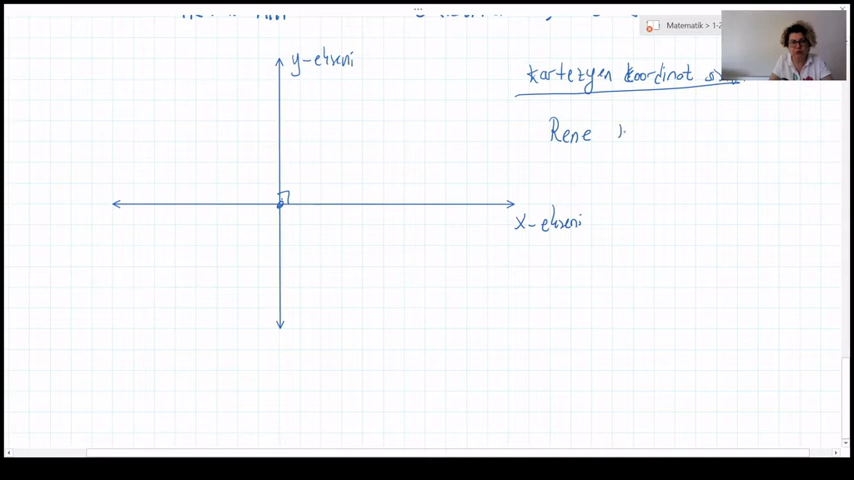 Matematik > 1-2
y-ekseni
kartezyen koordinat
Rene
x-ekseni